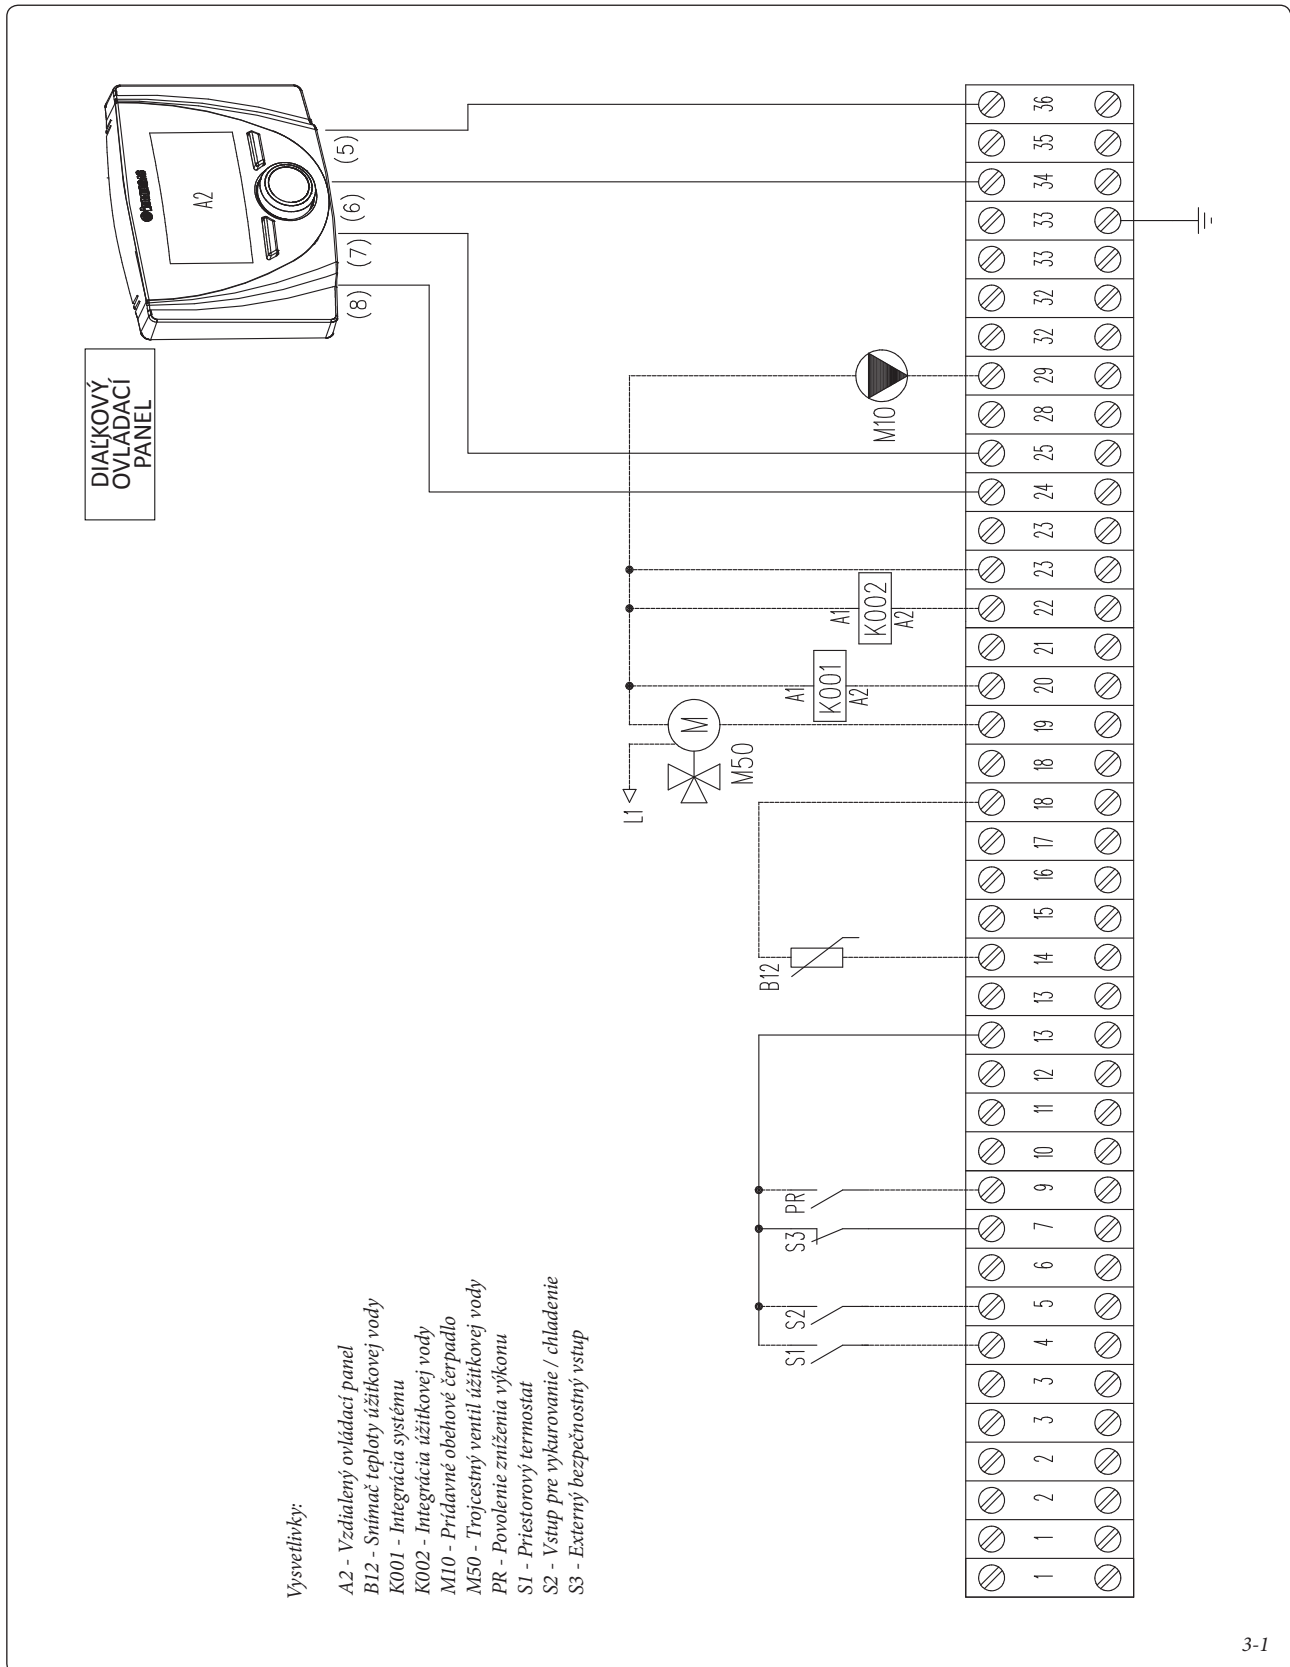 DIAĽKOVÝ
OVLÁDACÍ
PANEL
A2
(5)
(6)
(7)
(8)
M10
A1
K002
A2
A1
K001
A2
M
M50
L1
B12
PR
S3
S2
S1
36
35
34
33
33
32
32
29
28
25
24
23
23
22
21
20
19
18
18
17
16
15
14
13
13
12
11
10
9
7
6
5
4
3
3
2
2
1
1
Vysvetlivky:
A2 - Vzdialený ovládací panel
B12 - Snímač teploty úžitkovej vody
K001 - Integrácia systému
K002 - Integrácia úžitkovej vody
M10 - Prídavné obehové čerpadlo
M50 - Trojcestný ventil úžitkovej vody
PR - Povolenie zníženia výkonu
S1 - Priestorový termostat
S2 - Vstup pre vykurovanie / chladenie
S3 - Externý bezpečnostný vstup
3-1